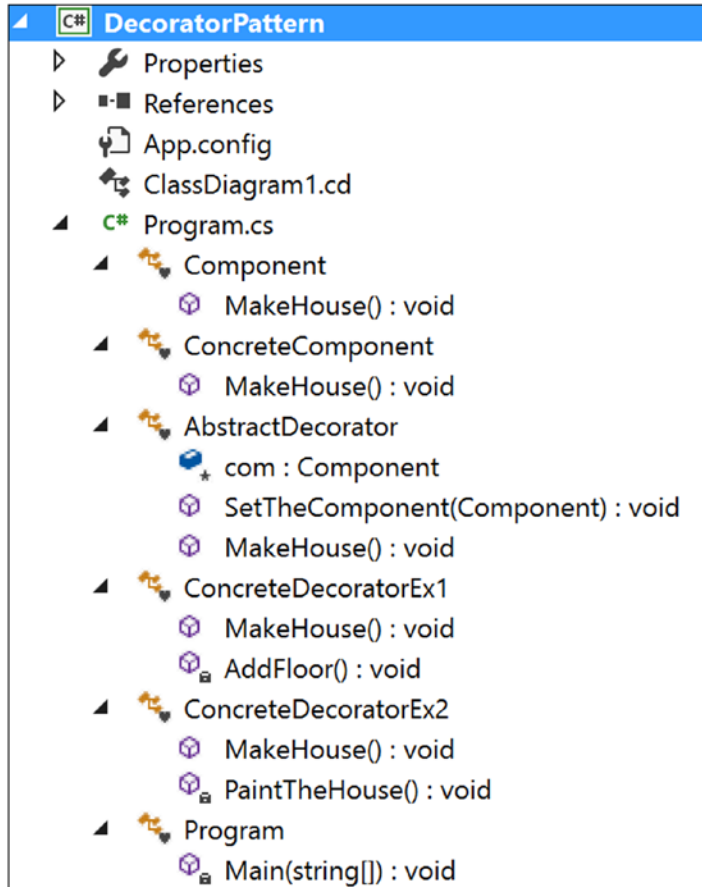 C# DecoratorPattern
Properties
References
App.config
ClassDiagram1.cd
C# Program.cs
Component
MakeHouse() : void
ConcreteComponent
MakeHouse() : void
AbstractDecorator
com : Component
SetTheComponent(Component) : void
MakeHouse() : void
ConcreteDecoratorEx1
MakeHouse() : void
AddFloor() : void
ConcreteDecoratorEx2
MakeHouse() : void
PaintTheHouse() : void
Program
Main(string[]) : void